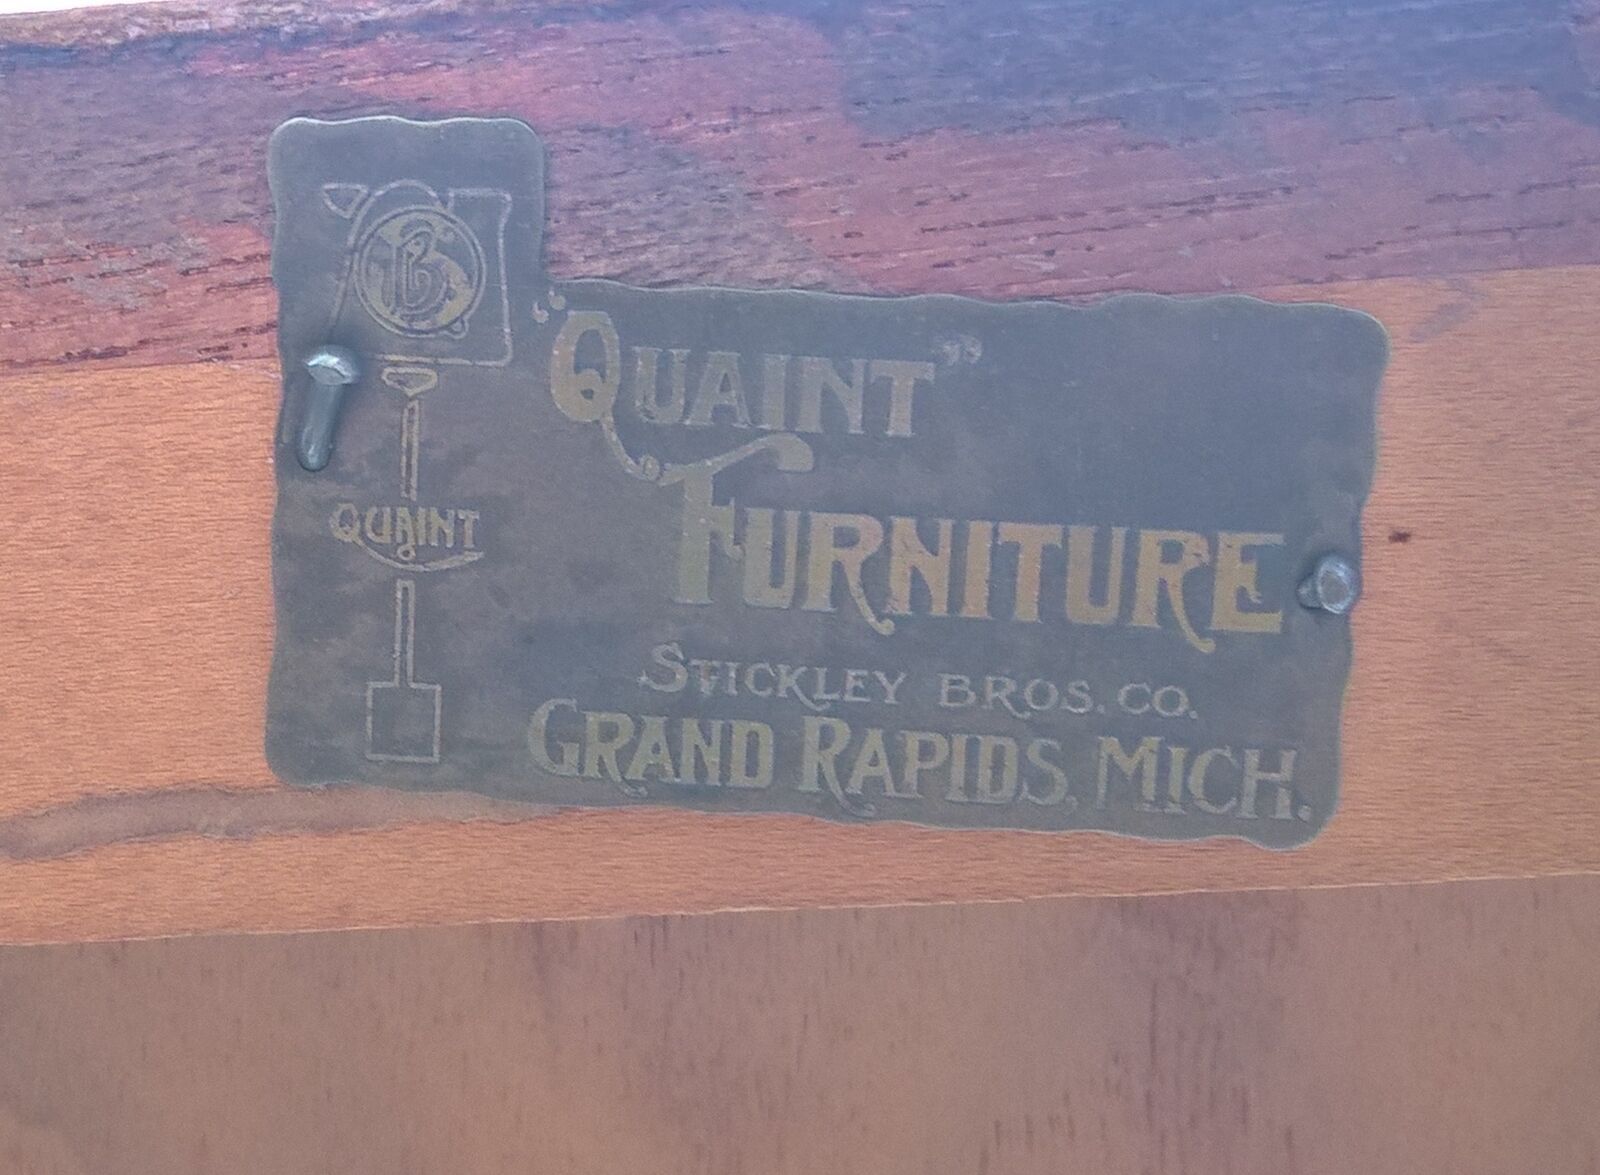 QUAINT
"QUAINT"
FURNITURE
STICKLEY BROS. CO.
GRAND RAPIDS, MICH.